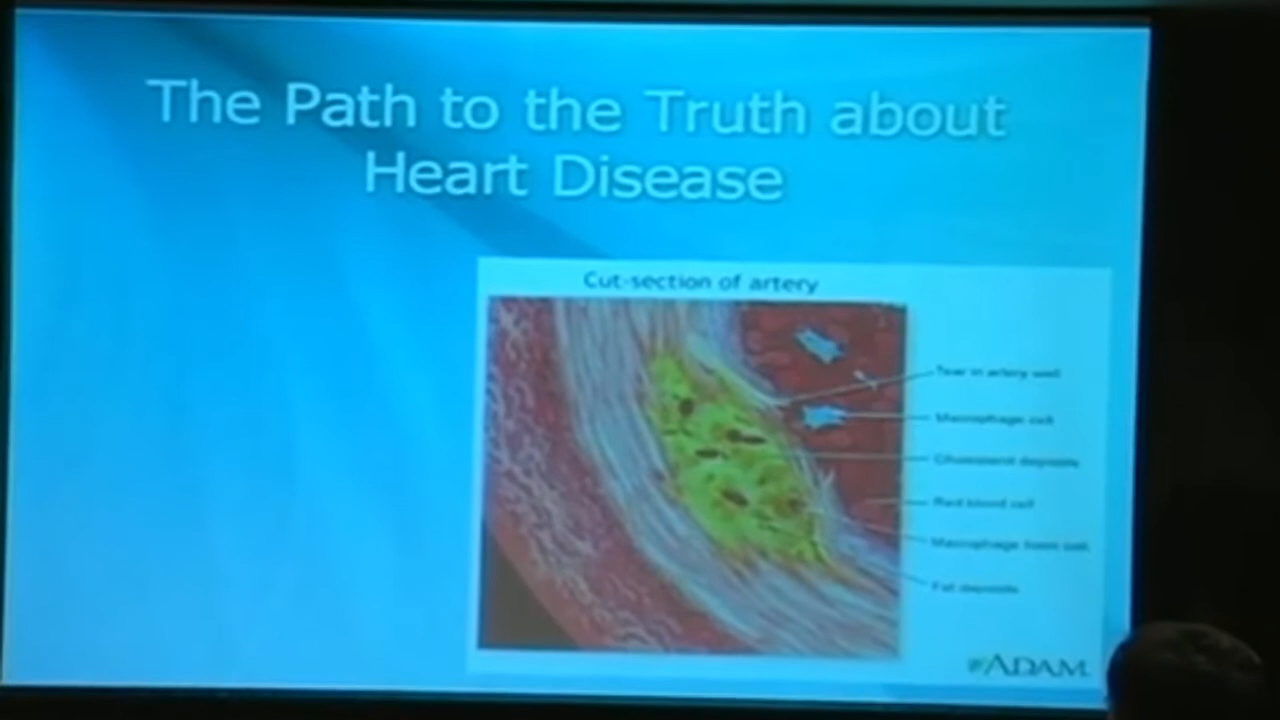 The Path to the Truth about
Heart Disease
Cut-section of artery
Tear in artery wall
Macrophage cell
Cholesterol deposits
Red blood cell
Macrophage foam cell
Fat deposits
ADAM